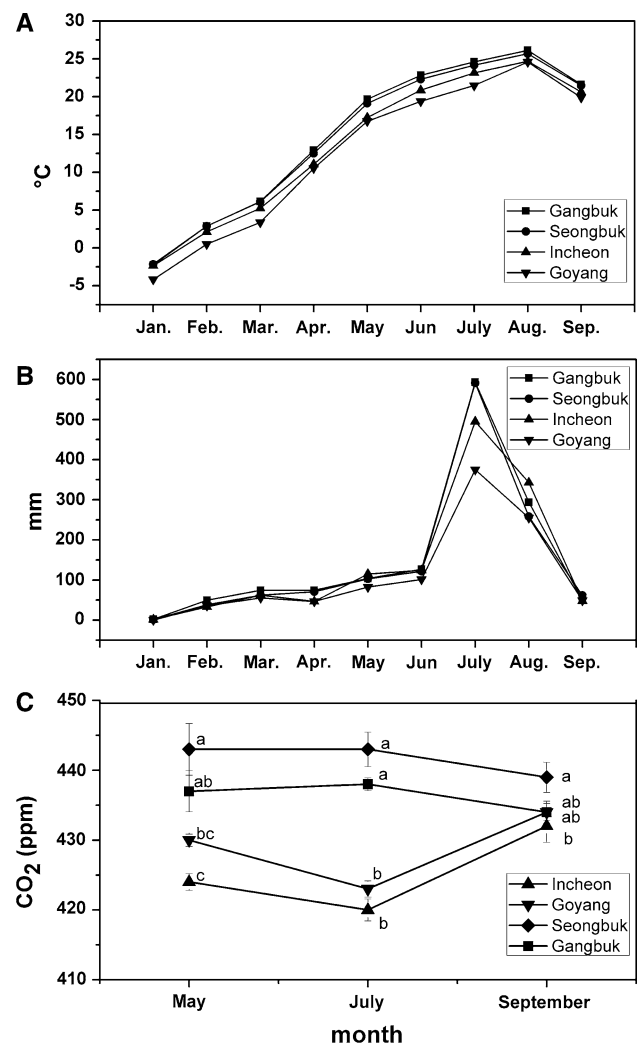 A
30
25
20
15
10
5
0
-5
°C
Gangbuk
Seongbuk
Incheon
Goyang
Jan. Feb. Mar. Apr. May Jun July Aug. Sep.
B
600
500
400
300
200
100
0
mm
Gangbuk
Seongbuk
Incheon
Goyang
Jan. Feb. Mar. Apr. May Jun July Aug. Sep.
C
450
440
430
420
410
CO2 (ppm)
a
a
a
ab
a
ab
ab
bc
b
b
c
b
Incheon
Goyang
Seongbuk
Gangbuk
May July September
month